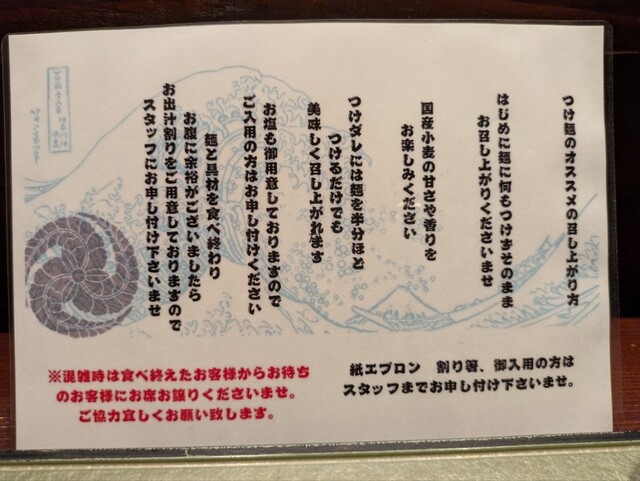 つけ麺のオススメの召し上がり方
はじめに麺に何もつけずそのまま
お召し上がりくださいませ
国産小麦の甘さや香りを
お楽しみください
つけダレには麺を半分ほど
つけるだけでも
美味しく召し上がれます
お塩も御用意しておりますので
ご入用の方はお申し付けください
麺と具材を食べ終わり
お腹に余裕がございましたら
お出汁割りをご用意しておりますので
スタッフにお申し付け下さいませ
※混雑時は食べ終えたお客様からお待ち
のお客様にお席お譲りくださいませ。
ご協力宜しくお願い致します。
紙エプロン 割り箸、御入用の方は
スタッフまでお申し付け下さいませ。